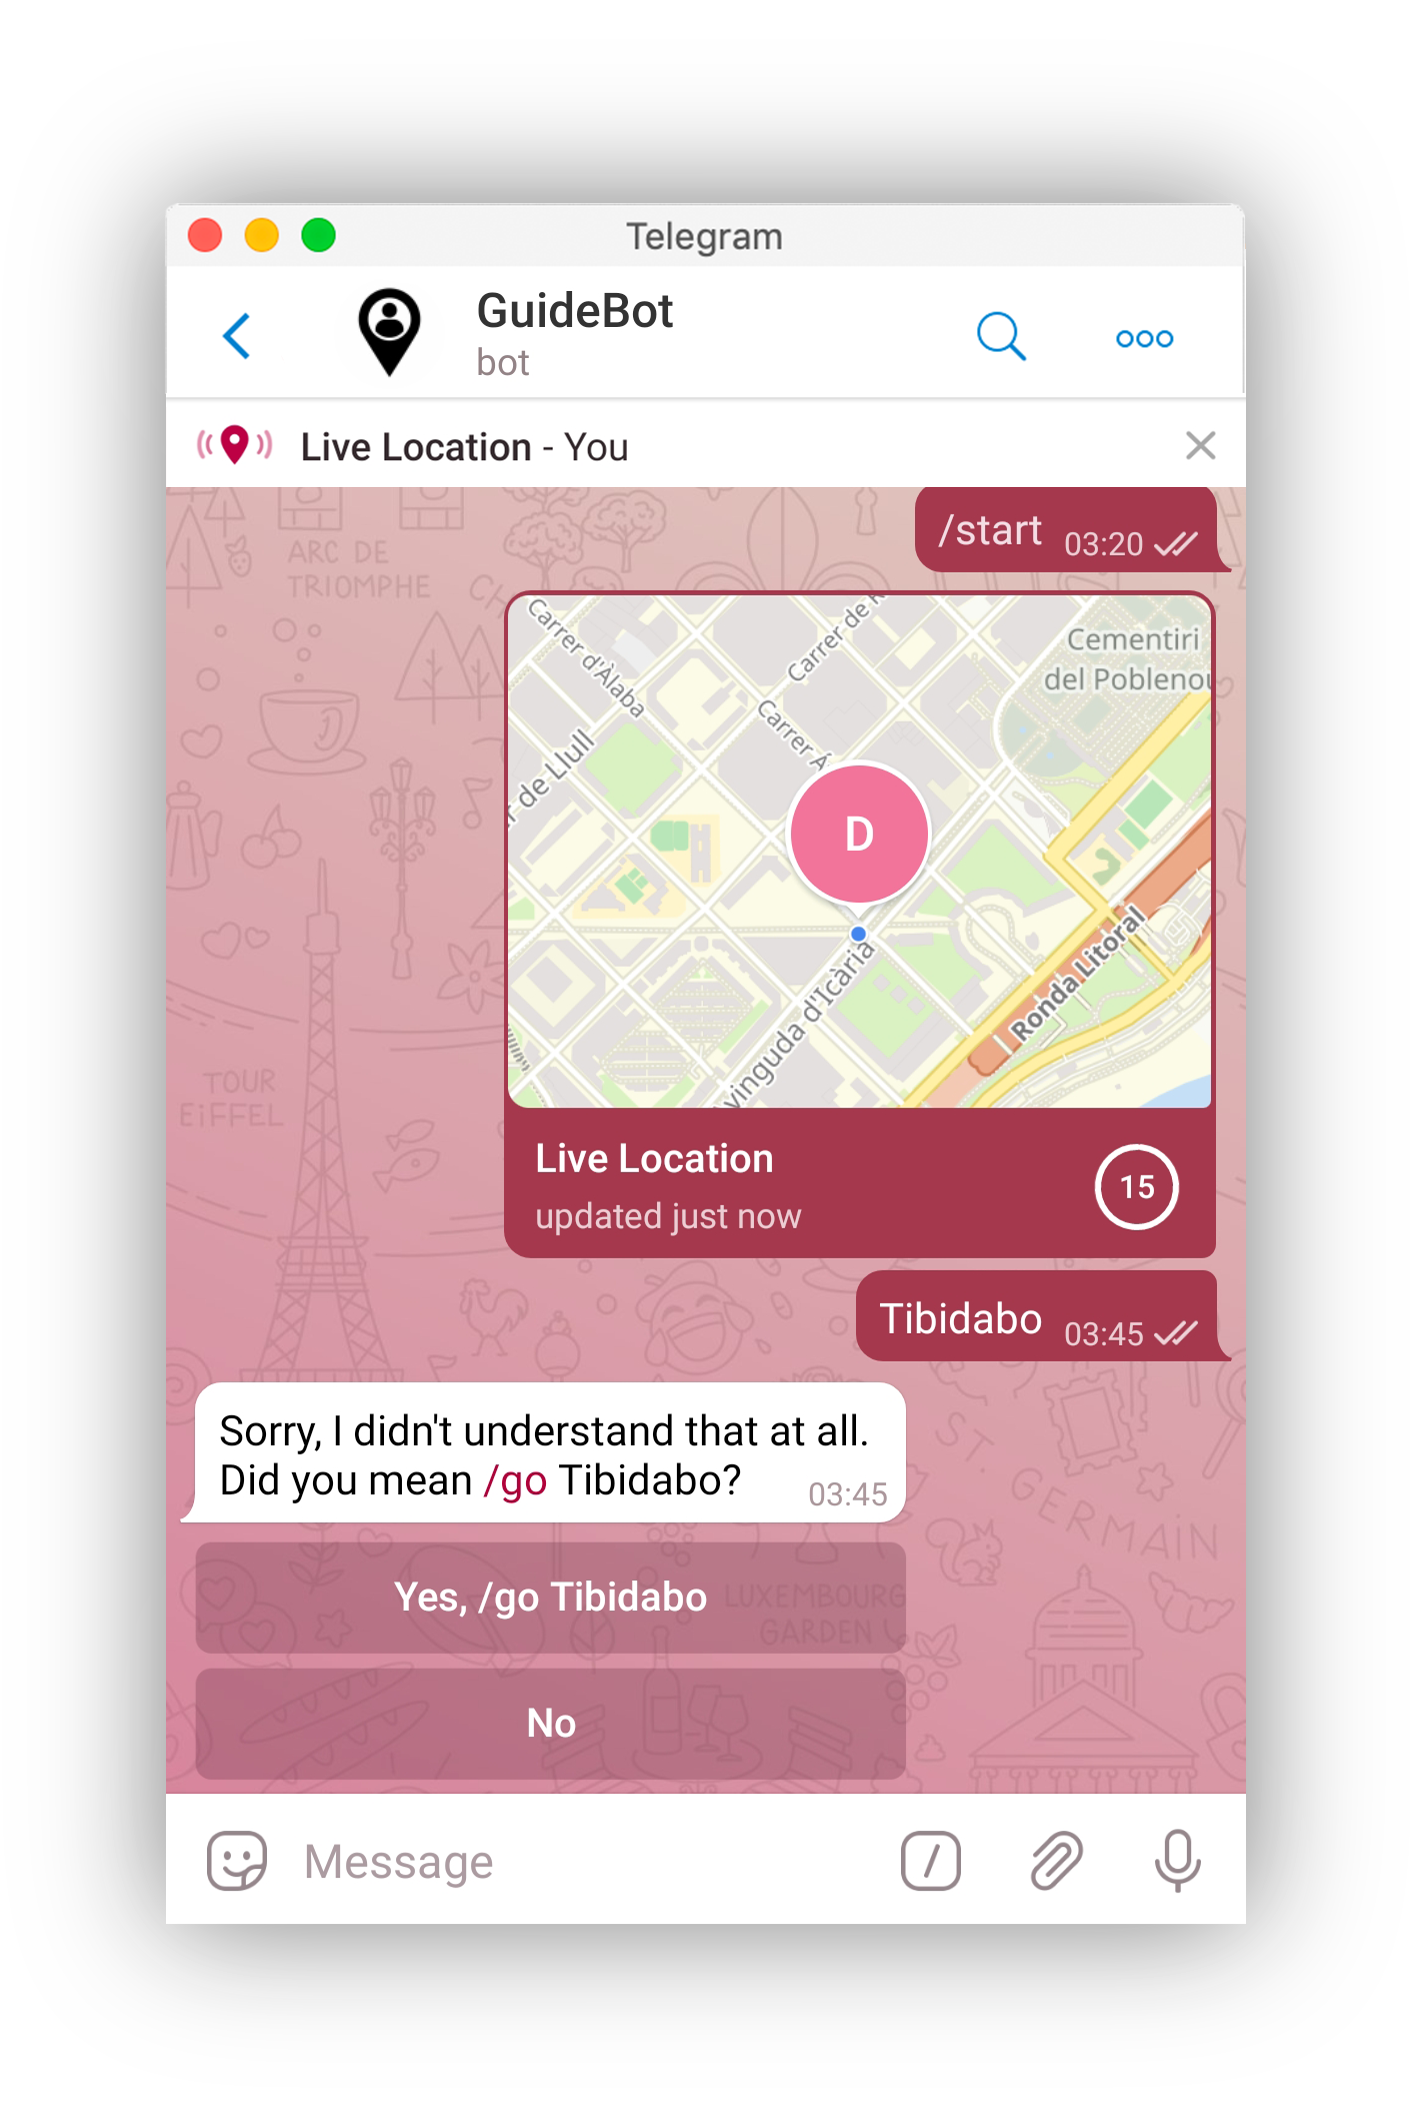 Telegram
GuideBot
bot
Live Location - You
/start 03:20
ARC DE
TRIOMPHE
Carrer d'Àlaba
Carrer de
Cementiri
del Poblenou
Carrer
de Llull
D
Avinguda d'Icària
Ronda Litoral
TOUR
EiFFEL
Live Location
15
updated just now
Tibidabo 03:45
Sorry, I didn't understand that at all.
Did you mean /go Tibidabo?
03:45
ST.
GERMAiN
Yes, /go Tibidabo
LUXEMBOURG
GARDEN
No
Message